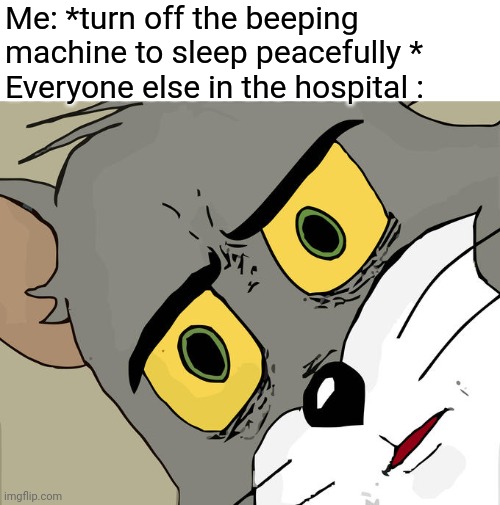 Me: *turn off the beeping
machine to sleep peacefully *
Everyone else in the hospital :
imgflip.com